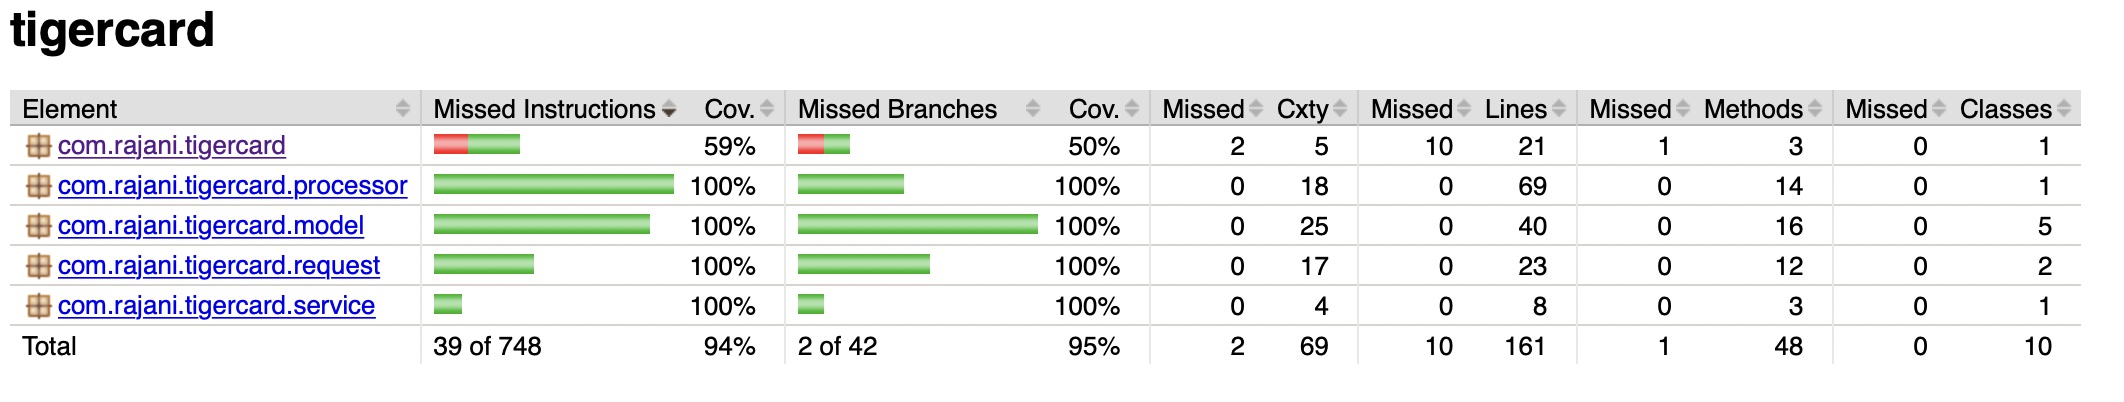 tigercard
Element Missed Instructions Cov. Missed Branches Cov. Missed Cxty Missed Lines Missed Methods Missed Classes
com.rajani.tigercard 59% 50% 2 5 10 21 1 3 0 1
com.rajani.tigercard.processor 100% 100% 0 18 0 69 0 14 0 1
com.rajani.tigercard.model 100% 100% 0 25 0 40 0 16 0 5
com.rajani.tigercard.request 100% 100% 0 17 0 23 0 12 0 2
com.rajani.tigercard.service 100% 100% 0 4 0 8 0 3 0 1
Total 39 of 748 94% 2 of 42 95% 2 69 10 161 1 48 0 10